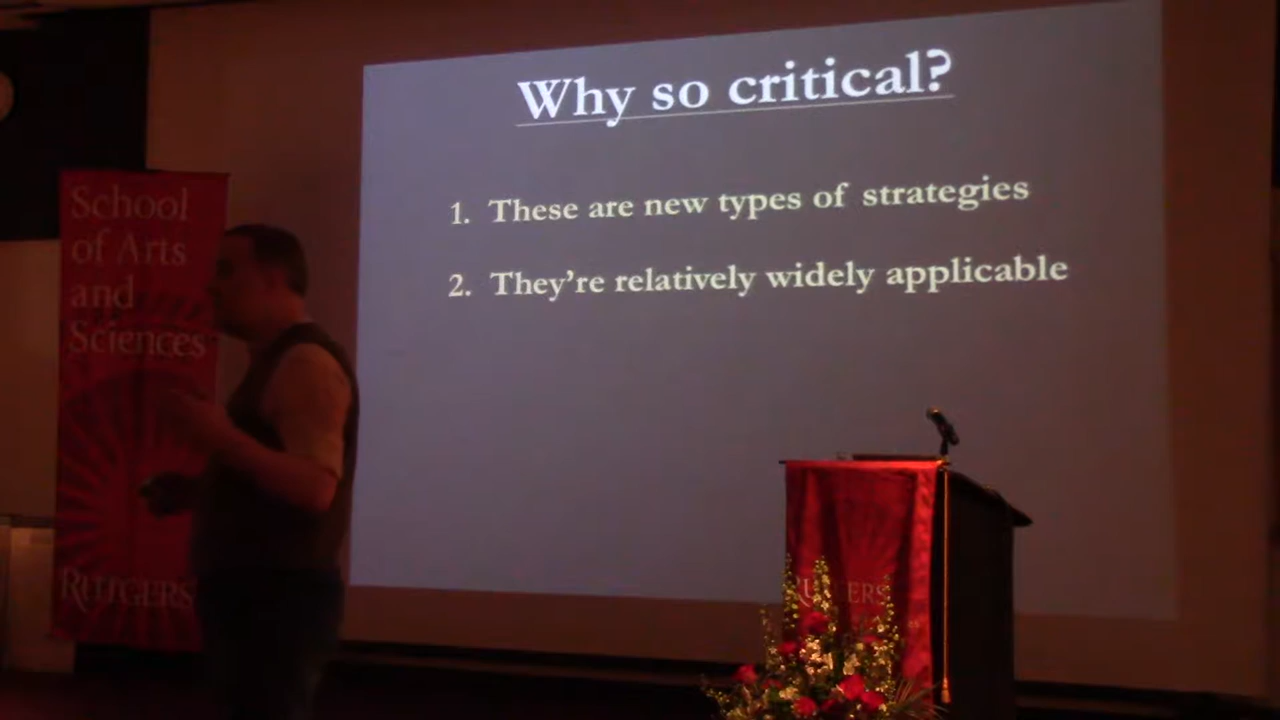 Why so critical?
1. These are new types of strategies
2. They're relatively widely applicable
School
of Arts
and
Sciences
RUTGERS
RUTGERS